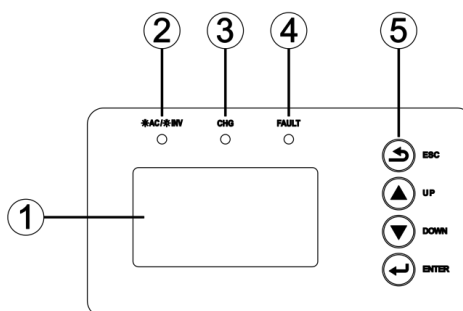 2 3 4 5
☀AC/☀INV CHG FAULT
ESC
UP
1
DOWN
ENTER